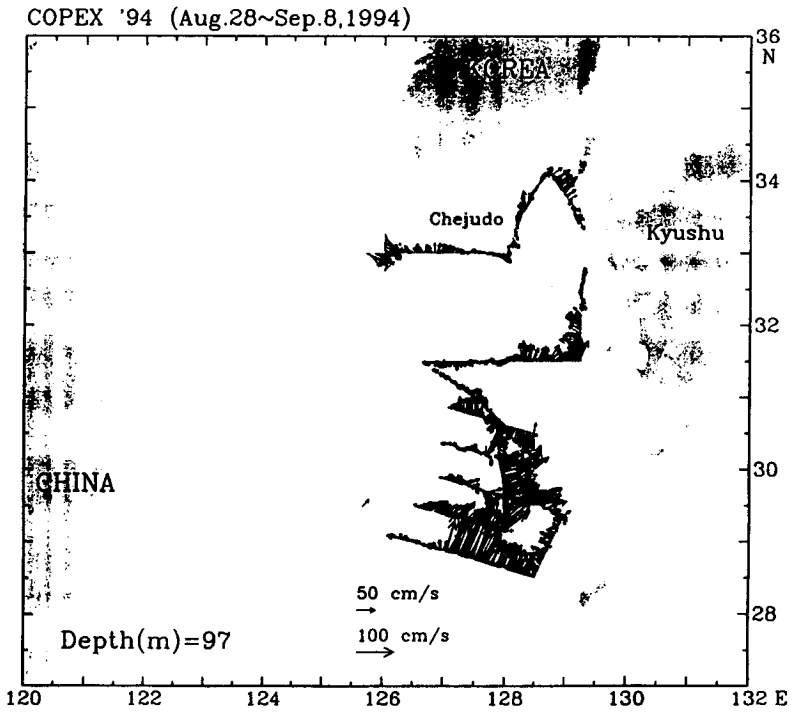 COPEX '94 (Aug.28~Sep.8,1994)
36
N
KOREA
34
Chejudo
Kyushu
32
CHINA
30
50 cm/s
28
Depth(m)=97
100 cm/s
120 122 124 126 128 130 132 E